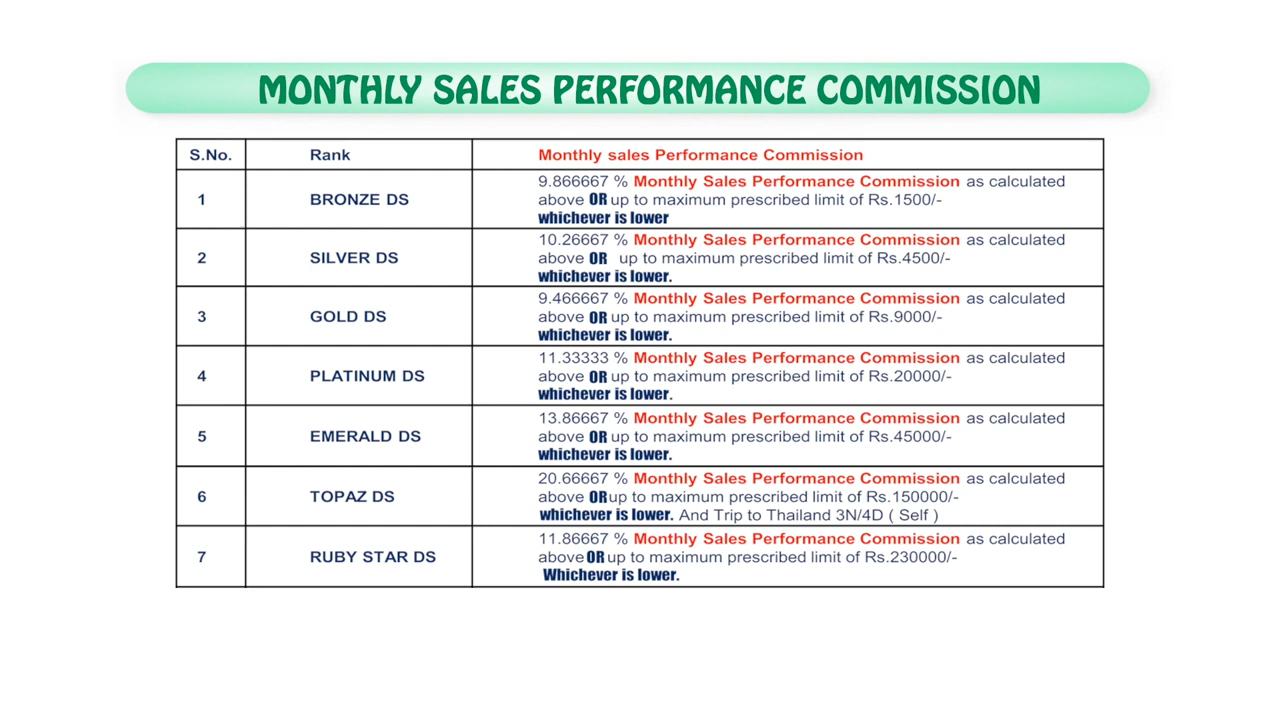 MONTHLY SALES PERFORMANCE COMMISSION
S.No. Rank Monthly sales Performance Commission
1 BRONZE DS 9.866667 % Monthly Sales Performance Commission as calculated
above OR up to maximum prescribed limit of Rs.1500/-
whichever is lower
2 SILVER DS 10.26667 % Monthly Sales Performance Commission as calculated
above OR up to maximum prescribed limit of Rs.4500/-
whichever is lower.
3 GOLD DS 9.466667 % Monthly Sales Performance Commission as calculated
above OR up to maximum prescribed limit of Rs.9000/-
whichever is lower.
4 PLATINUM DS 11.33333 % Monthly Sales Performance Commission as calculated
above OR up to maximum prescribed limit of Rs.20000/-
whichever is lower.
5 EMERALD DS 13.86667 % Monthly Sales Performance Commission as calculated
above OR up to maximum prescribed limit of Rs.45000/-
whichever is lower.
6 TOPAZ DS 20.66667 % Monthly Sales Performance Commission as calculated
above OR up to maximum prescribed limit of Rs.150000/-
whichever is lower. And Trip to Thailand 3N/4D ( Self )
7 RUBY STAR DS 11.86667 % Monthly Sales Performance Commission as calculated
above OR up to maximum prescribed limit of Rs.230000/-
Whichever is lower.